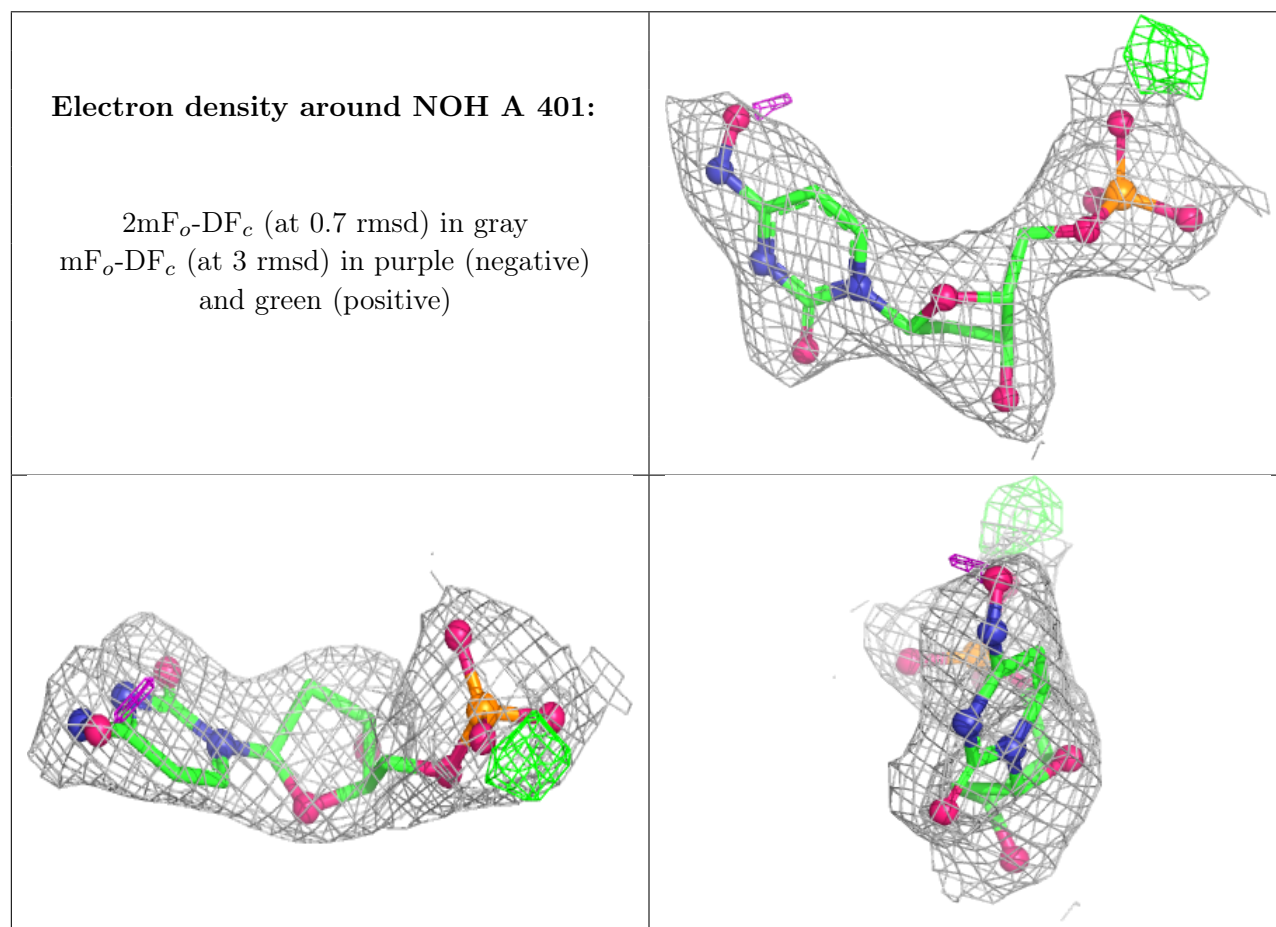 Electron density around NOH A 401:
2mFo-DFc (at 0.7 rmsd) in gray
mFo-DFc (at 3 rmsd) in purple (negative)
and green (positive)